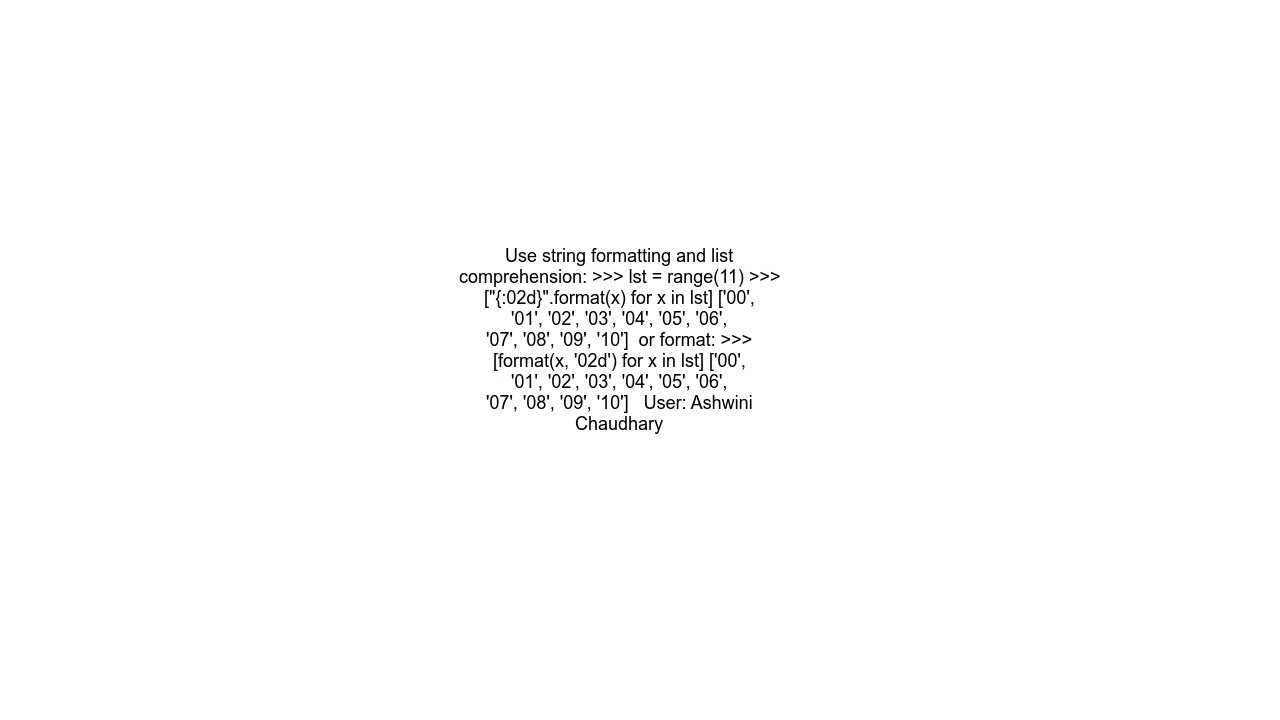 Use string formatting and list
comprehension: >>> lst = range(11) >>>
["{:02d}".format(x) for x in lst] ['00',
'01', '02', '03', '04', '05', '06',
'07', '08', '09', '10']  or format: >>>
[format(x, '02d') for x in lst] ['00',
'01', '02', '03', '04', '05', '06',
'07', '08', '09', '10']   User: Ashwini
Chaudhary